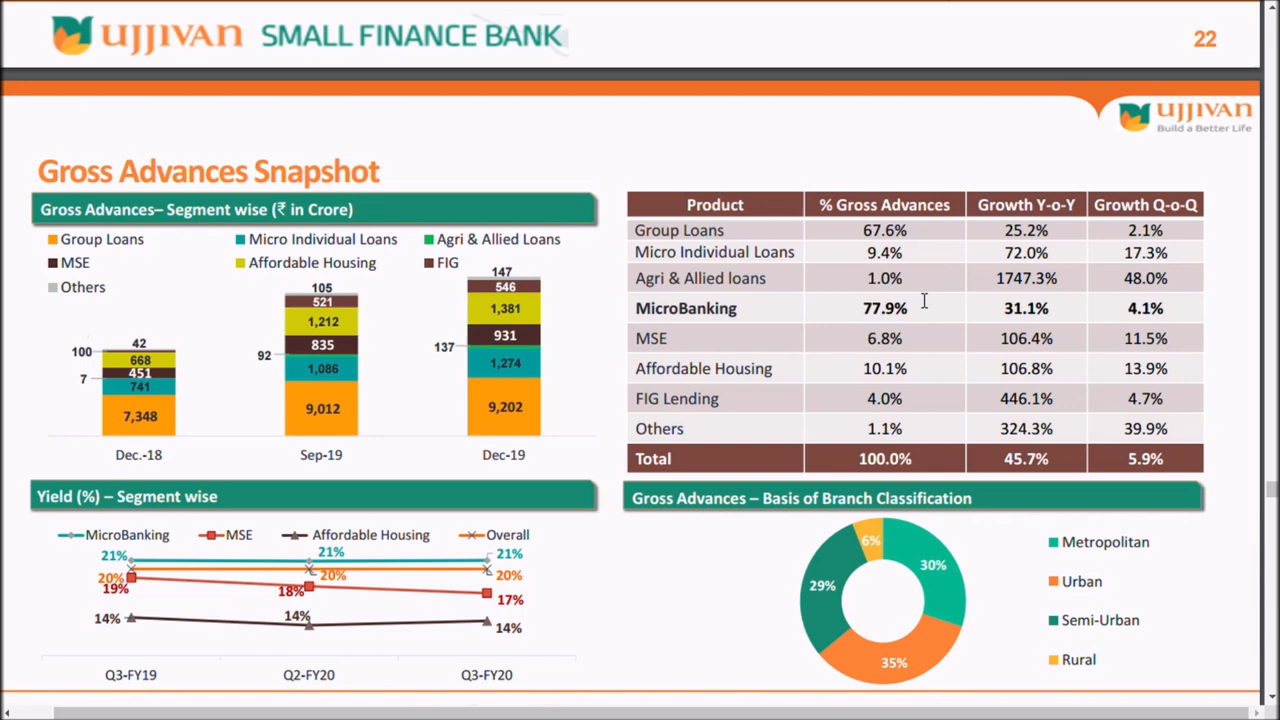 ujjivan SMALL FINANCE BANK
22
ujjivan
Build a Better Life
Gross Advances Snapshot
Gross Advances– Segment wise (₹ in Crore)
Group Loans Micro Individual Loans Agri & Allied Loans
MSE Affordable Housing FIG
Others
42
100
668
451
7
741
7,348
105
521
1,212
835
92
1,086
9,012
147
546
1,381
931
137
1,274
9,202
Dec.-18 Sep-19 Dec-19
Product % Gross Advances Growth Y-o-Y Growth Q-o-Q
Group Loans 67.6% 25.2% 2.1%
Micro Individual Loans 9.4% 72.0% 17.3%
Agri & Allied loans 1.0% 1747.3% 48.0%
MicroBanking 77.9% 31.1% 4.1%
MSE 6.8% 106.4% 11.5%
Affordable Housing 10.1% 106.8% 13.9%
FIG Lending 4.0% 446.1% 4.7%
Others 1.1% 324.3% 39.9%
Total 100.0% 45.7% 5.9%
Yield (%) – Segment wise
MicroBanking MSE Affordable Housing Overall
21% 21% 21%
20% 20% 20%
19% 18% 17%
14% 14% 14%
Q3-FY19 Q2-FY20 Q3-FY20
Gross Advances – Basis of Branch Classification
6%
30%
29%
35%
Metropolitan
Urban
Semi-Urban
Rural